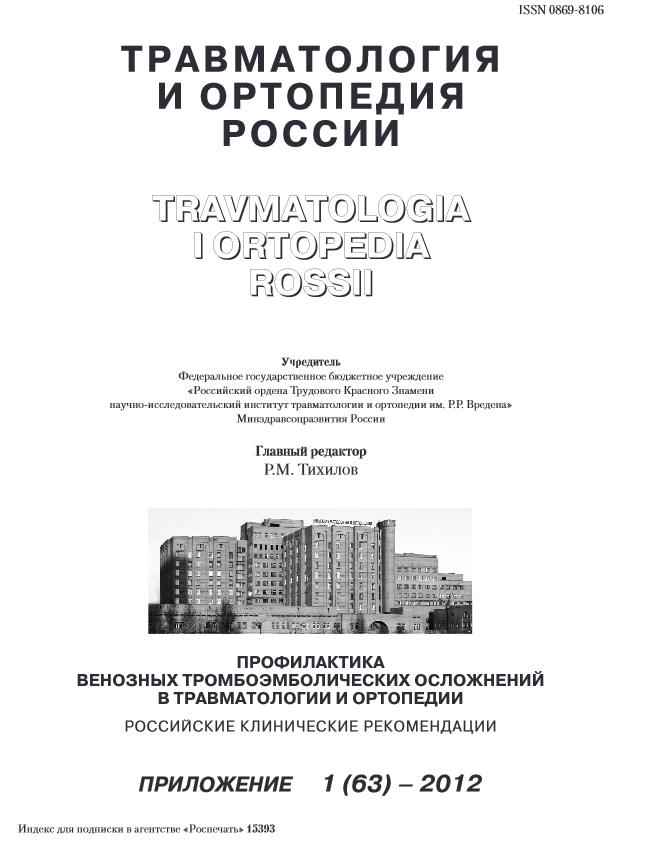 ISSN 0869-8106
ТРАВМАТОЛОГИЯ
И ОРТОПЕДИЯ
РОССИИ
TRAVMATOLOGIA
I ORTOPEDIA
ROSSII
Учредитель
Федеральное государственное бюджетное учреждение
«Российский ордена Трудового Красного Знамени
научно-исследовательский институт травматологии и ортопедии им. Р.Р. Вредена»
Минздравсоцразвития России
Главный редактор
Р.М. Тихилов
ПРОФИЛАКТИКА
ВЕНОЗНЫХ ТРОМБОЭМБОЛИЧЕСКИХ ОСЛОЖНЕНИЙ
В ТРАВМАТОЛОГИИ И ОРТОПЕДИИ
РОССИЙСКИЕ КЛИНИЧЕСКИЕ РЕКОМЕНДАЦИИ
ПРИЛОЖЕНИЕ 1 (63) – 2012
Индекс для подписки в агентстве «Роспечать» 15393